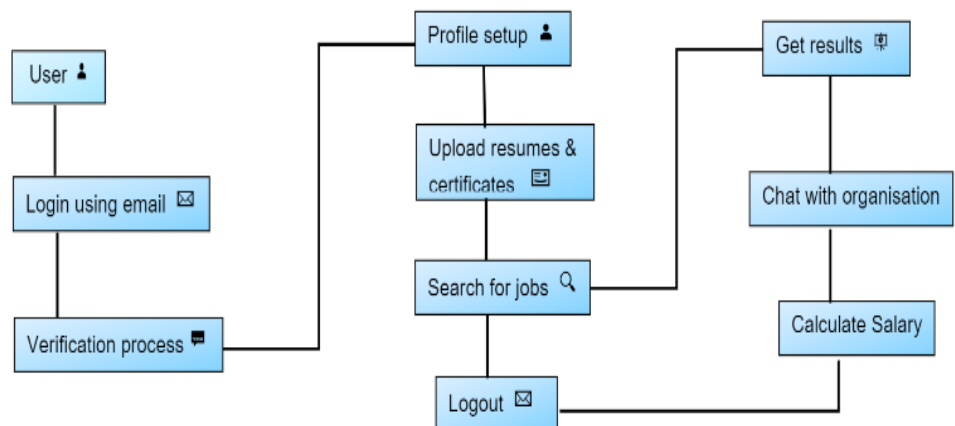 User
Login using email
Verification process
Profile setup
Upload resumes &
certificates
Search for jobs
Logout
Get results
Chat with organisation
Calculate Salary